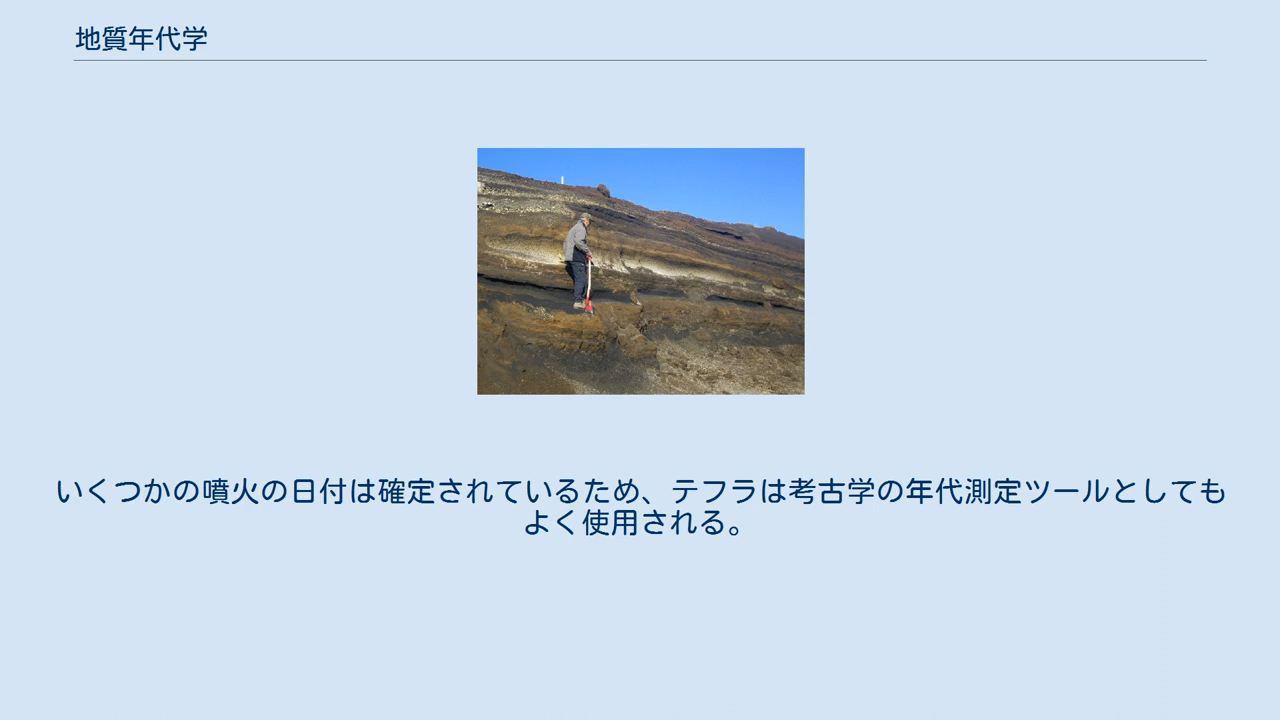 地質年代学
いくつかの噴火の日付は確定されているため、テフラは考古学の年代測定ツールとしても
よく使用される。